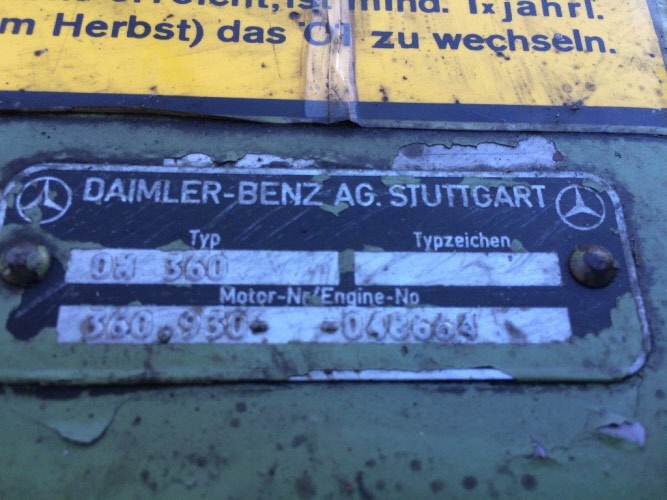 erreicht, ist mind. 1x jährl.
m Herbst) das Öl zu wechseln.
DAIMLER-BENZ AG. STUTTGART
Typ
Typzeichen
OM 360
Motor-Nr/Engine-No
360.930- -048664